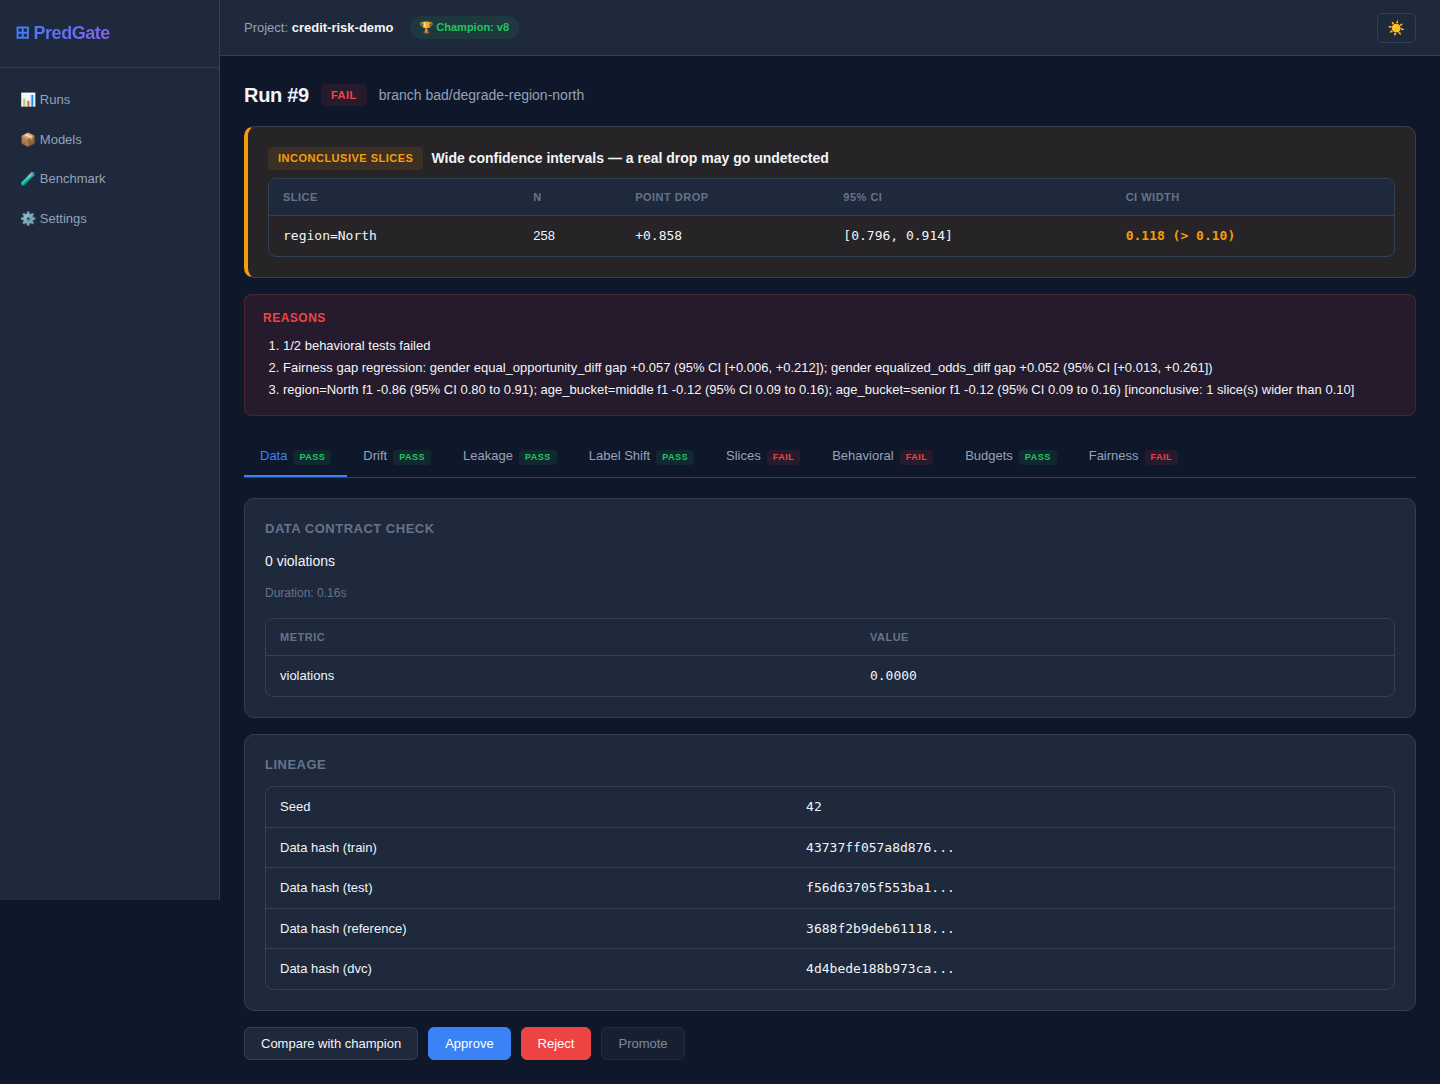 PredGate
Project: credit-risk-demo
🏆 Champion: v8
☀️
📊 Runs
📦 Models
🧪 Benchmark
⚙️ Settings
Run #9 FAIL branch bad/degrade-region-north
INCONCLUSIVE SLICES Wide confidence intervals — a real drop may go undetected
SLICE N POINT DROP 95% CI CI WIDTH
region=North 258 +0.858 [0.796, 0.914] 0.118 (> 0.10)
REASONS
1. 1/2 behavioral tests failed
2. Fairness gap regression: gender equal_opportunity_diff gap +0.057 (95% CI [+0.006, +0.212]); gender equalized_odds_diff gap +0.052 (95% CI [+0.013, +0.261])
3. region=North f1 -0.86 (95% CI 0.80 to 0.91); age_bucket=middle f1 -0.12 (95% CI 0.09 to 0.16); age_bucket=senior f1 -0.12 (95% CI 0.09 to 0.16) [inconclusive: 1 slice(s) wider than 0.10]
Data PASS Drift PASS Leakage PASS Label Shift PASS Slices FAIL Behavioral FAIL Budgets PASS Fairness FAIL
DATA CONTRACT CHECK
0 violations
Duration: 0.16s
METRIC VALUE
violations 0.0000
LINEAGE
Seed 42
Data hash (train) 43737ff057a8d876...
Data hash (test) f56d63705f553ba1...
Data hash (reference) 3688f2b9deb61118...
Data hash (dvc) 4d4bede188b973ca...
Compare with champion Approve Reject Promote